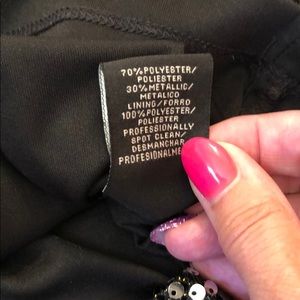 70%POLYESTER/
POLIESTER
30%METALLIC/
METALICO
LINING/FORRO
100%POLYESTER/
POLIESTER
PROFESSIONALLY
SPOT CLEAN/
DESMANCHAR
PROFESIONALME